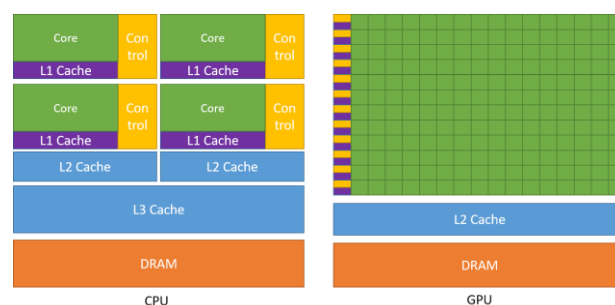 Core
Con
trol
Core
Con
trol
L1 Cache
L1 Cache
Core
Con
trol
Core
Con
trol
L1 Cache
L1 Cache
L2 Cache
L2 Cache
L3 Cache
L2 Cache
DRAM
DRAM
CPU
GPU